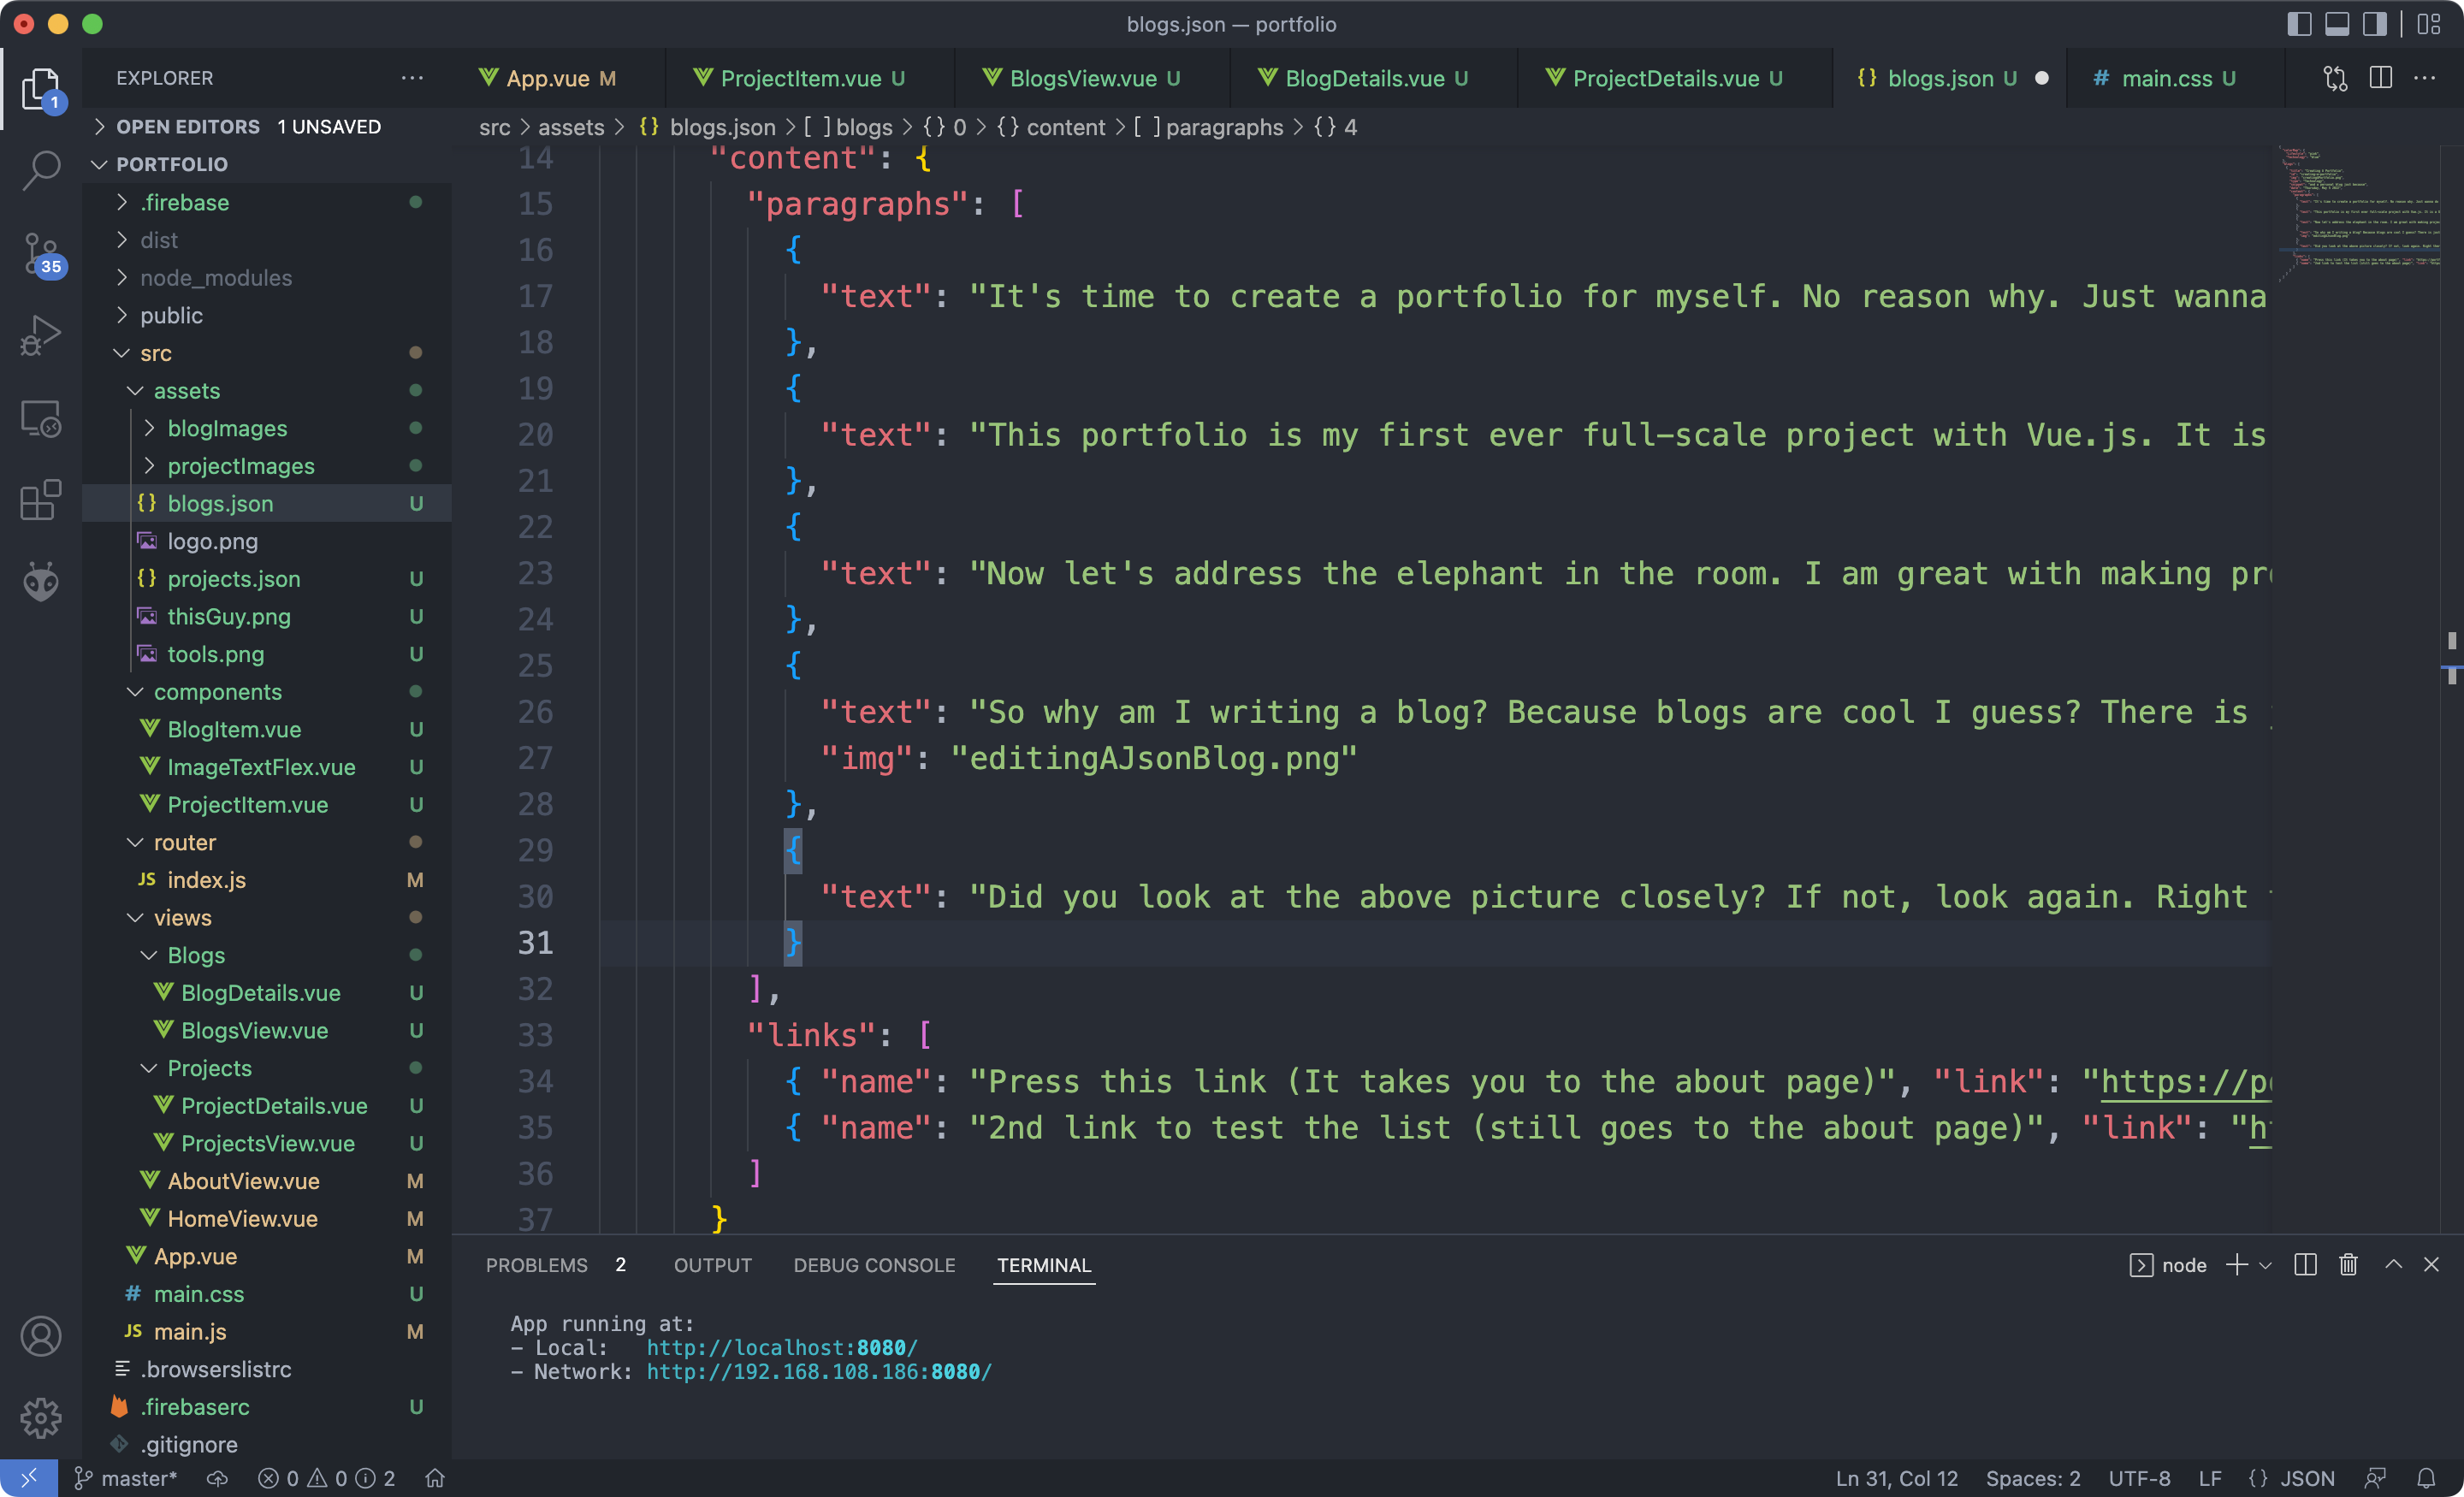 blogs.json — portfolio
EXPLORER
App.vue M
ProjectItem.vue U
BlogsView.vue U
BlogDetails.vue U
ProjectDetails.vue U
{} blogs.json U
# main.css U
1
OPEN EDITORS 1 UNSAVED
src > assets > {} blogs.json > [ ] blogs > {} 0 > {} content > [ ] paragraphs > {} 4
PORTFOLIO
.firebase
dist
35
node_modules
public
src
assets
blogImages
projectImages
{} blogs.json U
logo.png
{} projects.json U
thisGuy.png U
tools.png U
components
BlogItem.vue U
ImageTextFlex.vue U
ProjectItem.vue U
router
JS index.js M
views
Blogs
BlogDetails.vue U
BlogsView.vue U
Projects
ProjectDetails.vue U
ProjectsView.vue U
AboutView.vue M
HomeView.vue M
App.vue M
# main.css U
JS main.js M
.browserslistrc
.firebaserc U
.gitignore
14 "content": {
15 "paragraphs": [
16 {
17 "text": "It's time to create a portfolio for myself. No reason why. Just wanna
18 },
19 {
20 "text": "This portfolio is my first ever full-scale project with Vue.js. It is
21 },
22 {
23 "text": "Now let's address the elephant in the room. I am great with making
24 },
25 {
26 "text": "So why am I writing a blog? Because blogs are cool I guess? There is
27 "img": "editingAJsonBlog.png"
28 },
29 {
30 "text": "Did you look at the above picture closely? If not, look again. Right
31 }
32 ],
33 "links": [
34 { "name": "Press this link (It takes you to the about page)", "link": "https://p
35 { "name": "2nd link to test the list (still goes to the about page)", "link": "h
36 ]
37 }
PROBLEMS 2 OUTPUT DEBUG CONSOLE TERMINAL
node
App running at:
- Local: http://localhost:8080/
- Network: http://192.168.108.186:8080/
master* 0 0 2
Ln 31, Col 12 Spaces: 2 UTF-8 LF {} JSON